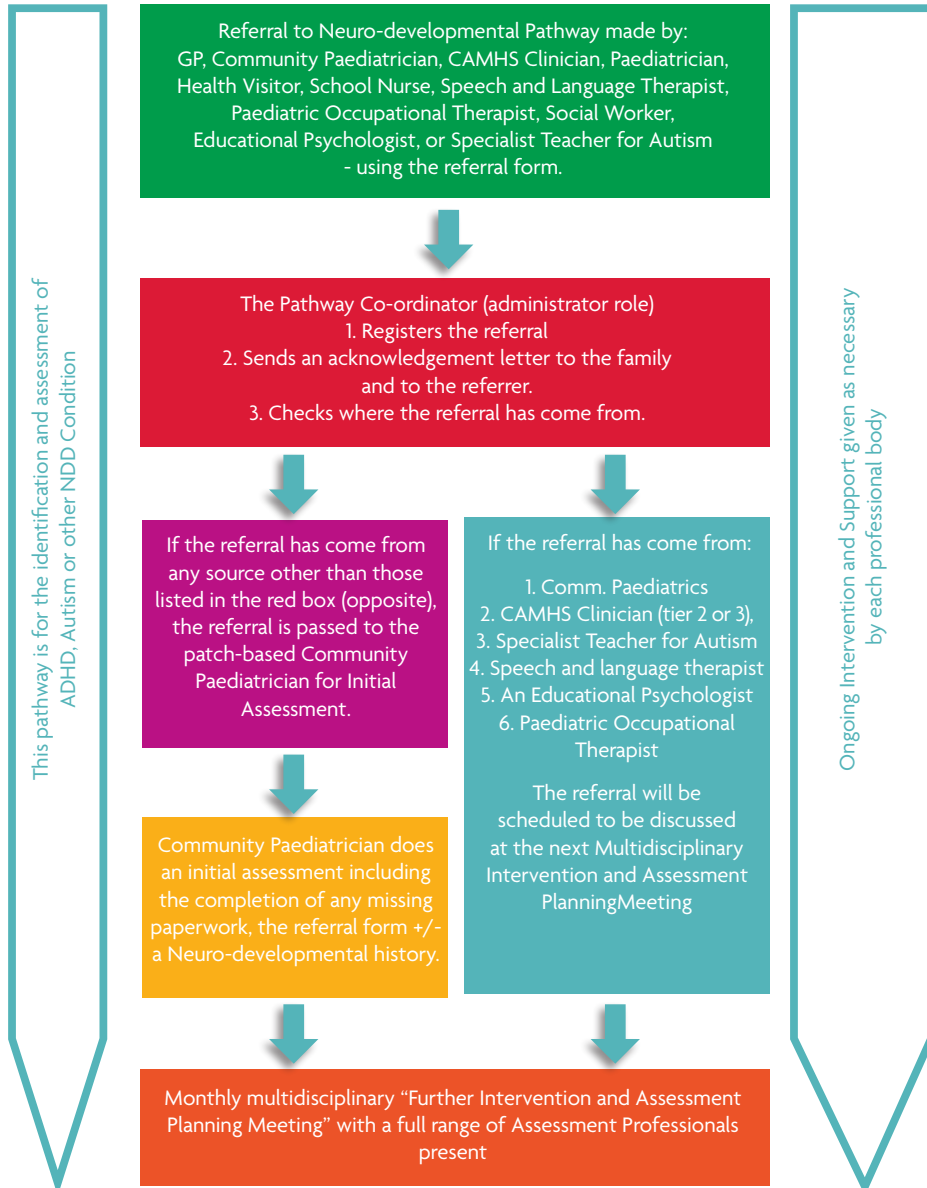 Referral to Neuro-developmental Pathway made by:
GP, Community Paediatrician, CAMHS Clinician, Paediatrician,
Health Visitor, School Nurse, Speech and Language Therapist,
Paediatric Occupational Therapist, Social Worker,
Educational Psychologist, or Specialist Teacher for Autism
- using the referral form.
This pathway is for the identification and assessment of
ADHD, Autism or other NDD Condition
The Pathway Co-ordinator (administrator role)
1. Registers the referral
2. Sends an acknowledgement letter to the family
and to the referrer.
3. Checks where the referral has come from.
If the referral has come from
any source other than those
listed in the red box (opposite),
the referral is passed to the
patch-based Community
Paediatrician for Initial
Assessment.
Community Paediatrician does
an initial assessment including
the completion of any missing
paperwork, the referral form +/-
a Neuro-developmental history.
If the referral has come from:
1. Comm. Paediatrics
2. CAMHS Clinician (tier 2 or 3),
3. Specialist Teacher for Autism
4. Speech and language therapist
5. An Educational Psychologist
6. Paediatric Occupational
Therapist
The referral will be
scheduled to be discussed
at the next Multidisciplinary
Intervention and Assessment
PlanningMeeting
Ongoing Intervention and Support given as necessary
by each professional body
Monthly multidisciplinary “Further Intervention and Assessment
Planning Meeting” with a full range of Assessment Professionals
present